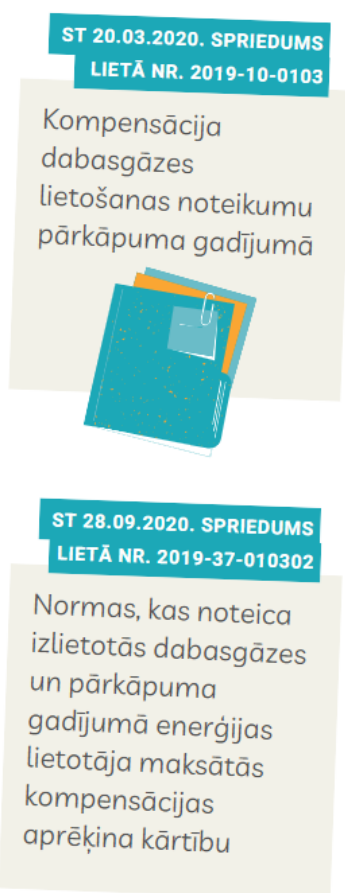 ST 20.03.2020. SPRIEDUMS
LIETĀ NR. 2019-10-0103
Kompensācija
dabasgāzes
lietošanas noteikumu
pārkāpuma gadījumā
ST 28.09.2020. SPRIEDUMS
LIETĀ NR. 2019-37-010302
Normas, kas noteica
izlietotās dabasgāzes
un pārkāpuma
gadījumā enerģijas
lietotāja maksātās
kompensācijas
aprēķina kārtību